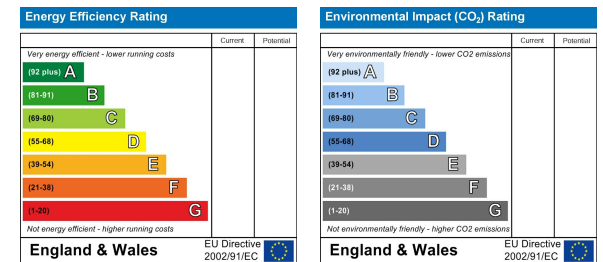 Energy Efficiency Rating
Current Potential
Very energy efficient - lower running costs
(92 plus) A
(81-91) B
(69-80) C
(55-68) D
(39-54) E
(21-38) F
(1-20) G
Not energy efficient - higher running costs
England & Wales
EU Directive
2002/91/EC
Environmental Impact (CO₂) Rating
Current Potential
Very environmentally friendly - lower CO2 emissions
(92 plus) A
(81-91) B
(69-80) C
(55-68) D
(39-54) E
(21-38) F
(1-20) G
Not environmentally friendly - higher CO2 emissions
England & Wales
EU Directive
2002/91/EC